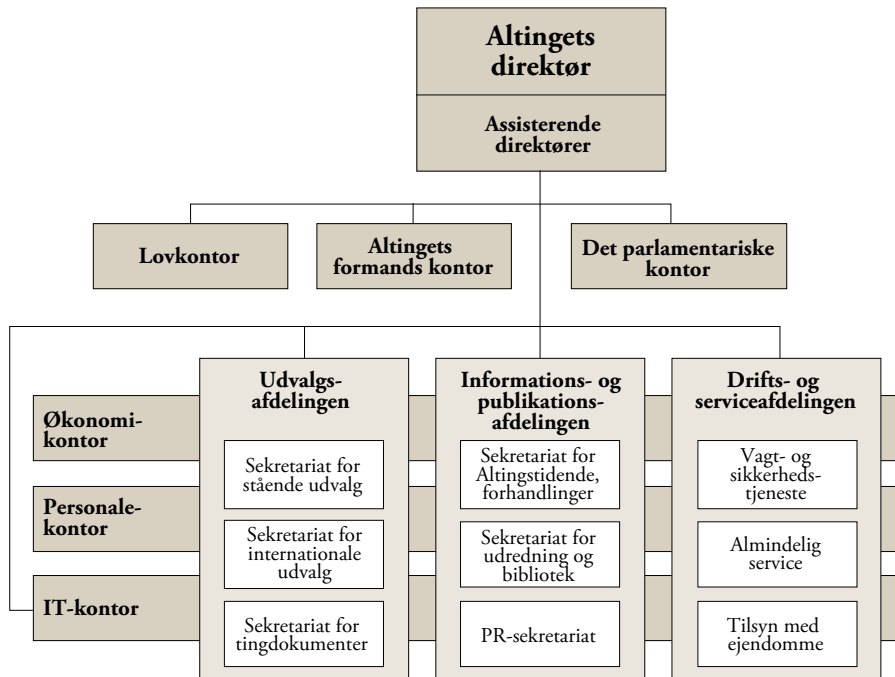 Altingets
direktør
Assisterende
direktører
Lovkontor
Altingets
formands kontor
Det parlamentariske
kontor
Udvalgs-
afdelingen
Informations- og
publikations-
afdelingen
Drifts- og
serviceafdelingen
Økonomi-
kontor
Personale-
kontor
IT-kontor
Sekretariat for
stående udvalg
Sekretariat for
internationale
udvalg
Sekretariat for
tingdokumenter
Sekretariat for
Altingstidende,
forhandlinger
Sekretariat for
udredning og
bibliotek
PR-sekretariat
Vagt- og
sikkerheds-
tjeneste
Almindelig
service
Tilsyn med
ejendomme